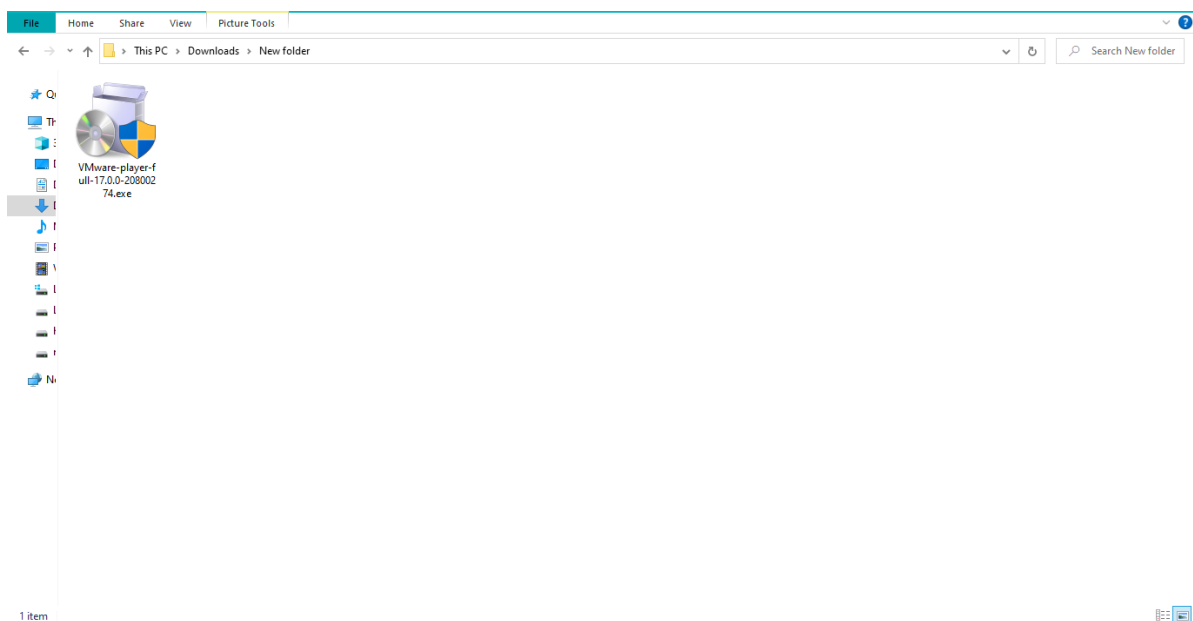 File Home Share View Picture Tools
This PC > Downloads > New folder
Search New folder
VMware-player-f
ull-17.0.0-208002
74.exe
1 item